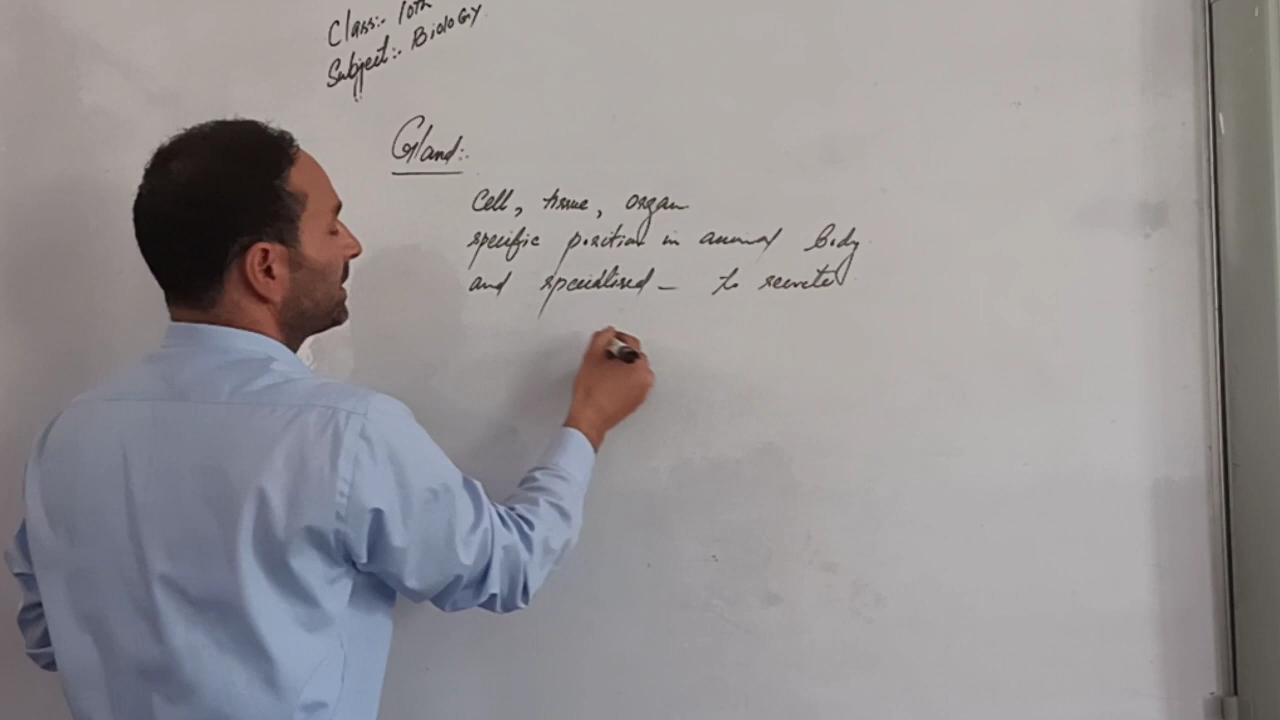 Class:- 10th
Subject:- Biology
Gland:-
Cell, tissue, organ
specific position in animal body
and specialised - to secrete